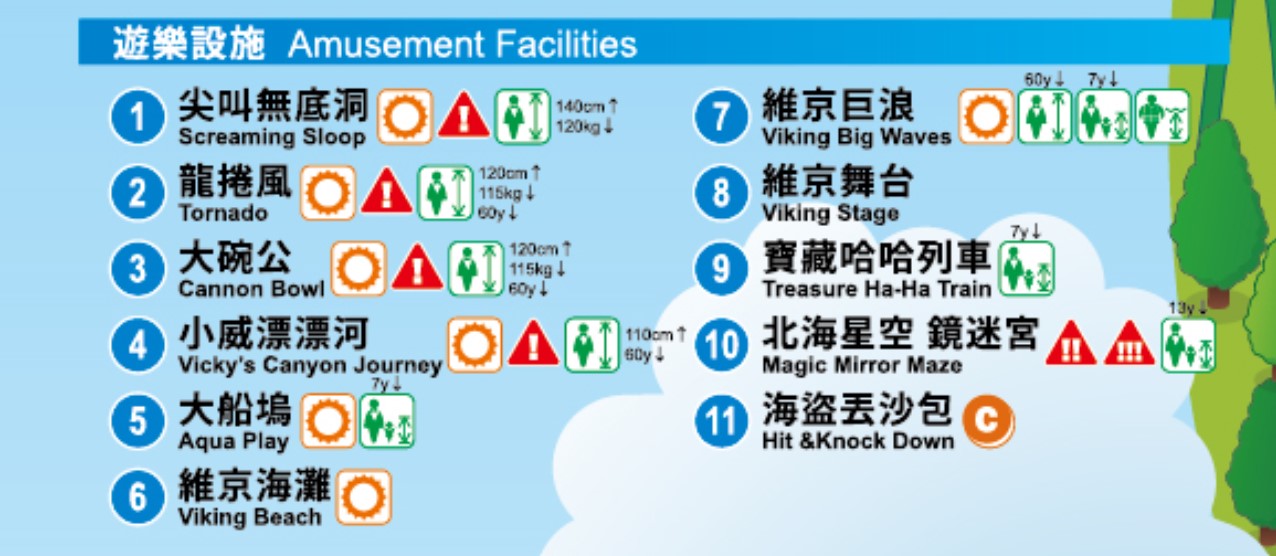 遊樂設施 Amusement Facilities
1 尖叫無底洞
Screaming Sloop
140cm↑
120kg↓
2 龍捲風
Tornado
120cm↑
115kg↓
60y↓
3 大碗公
Cannon Bowl
120cm↑
115kg↓
60y↓
4 小威漂漂河
Vicky's Canyon Journey
110cm↑
60y↓
5 大船塢
Aqua Play
7y↓
6 維京海灘
Viking Beach
60y↓ 7y↓
7 維京巨浪
Viking Big Waves
8 維京舞台
Viking Stage
7y↓
9 寶藏哈哈列車
Treasure Ha-Ha Train
13y↓
10 北海星空 鏡迷宮
Magic Mirror Maze
11 海盜丟沙包 C
Hit &Knock Down